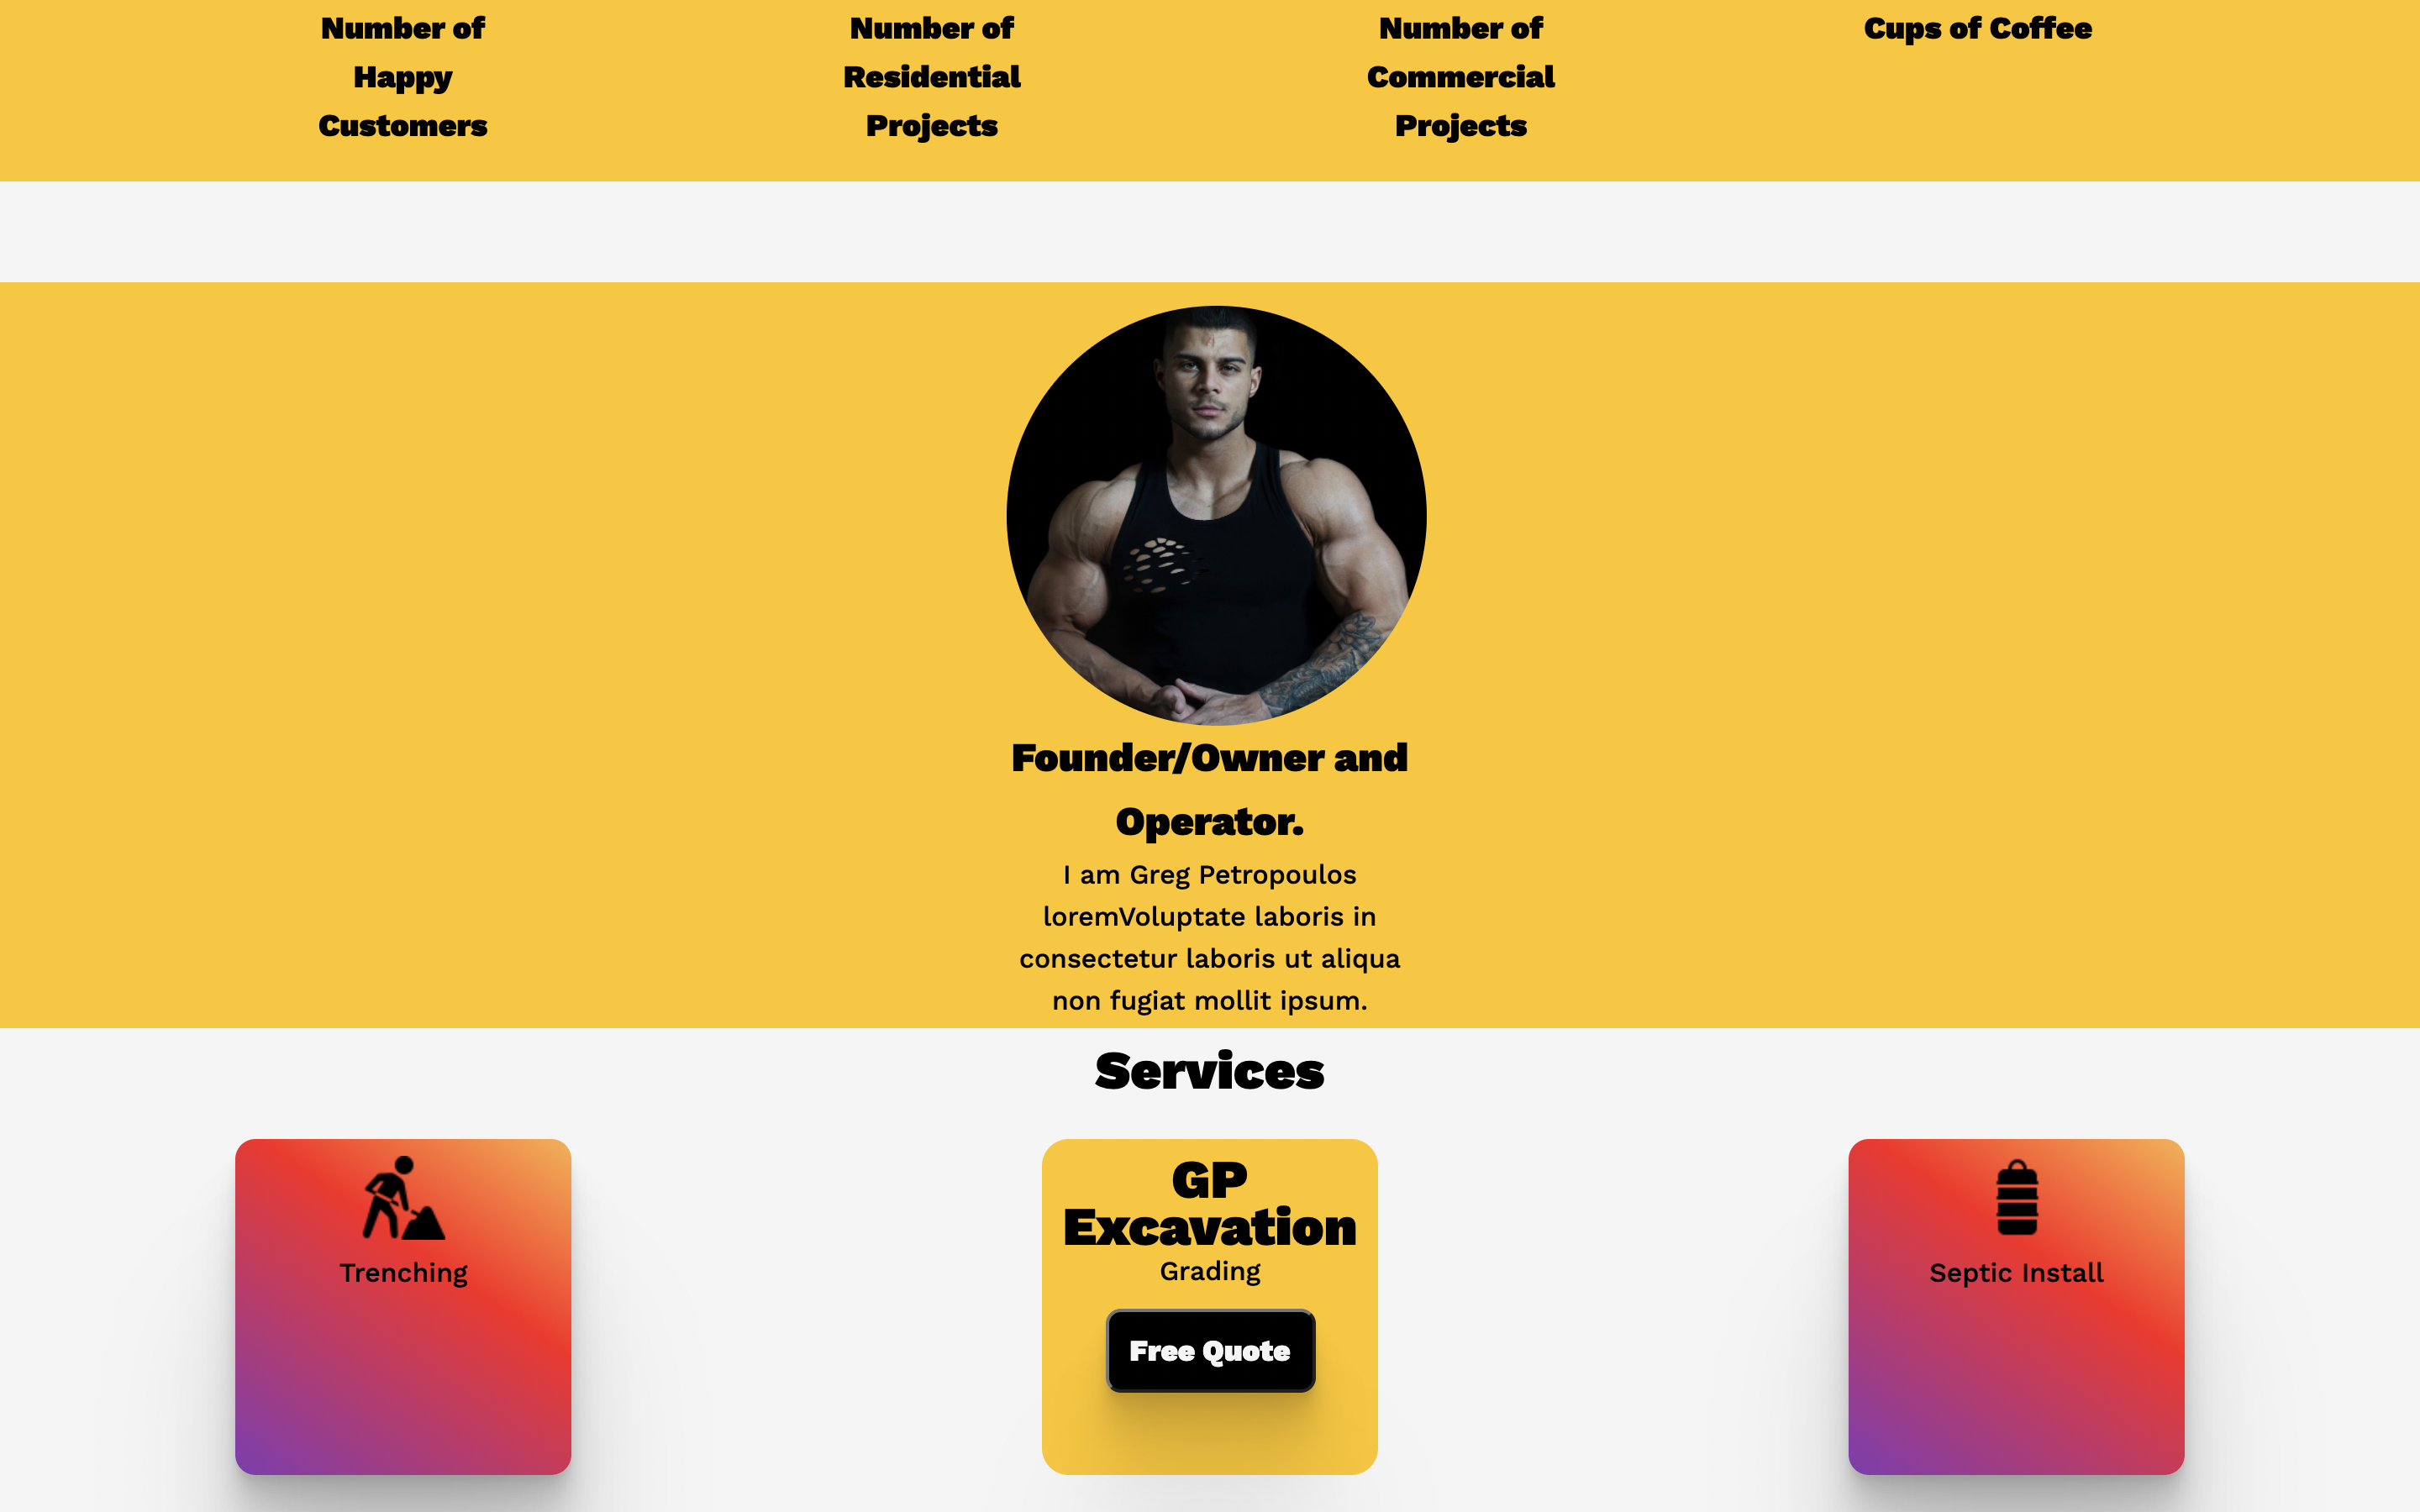 Number of
Happy
Customers
Number of
Residential
Projects
Number of
Commercial
Projects
Cups of Coffee
Founder/Owner and
Operator.
I am Greg Petropoulos
loremVoluptate laboris in
consectetur laboris ut aliqua
non fugiat mollit ipsum.
Services
Trenching
GP
Excavation
Grading
Free Quote
Septic Install